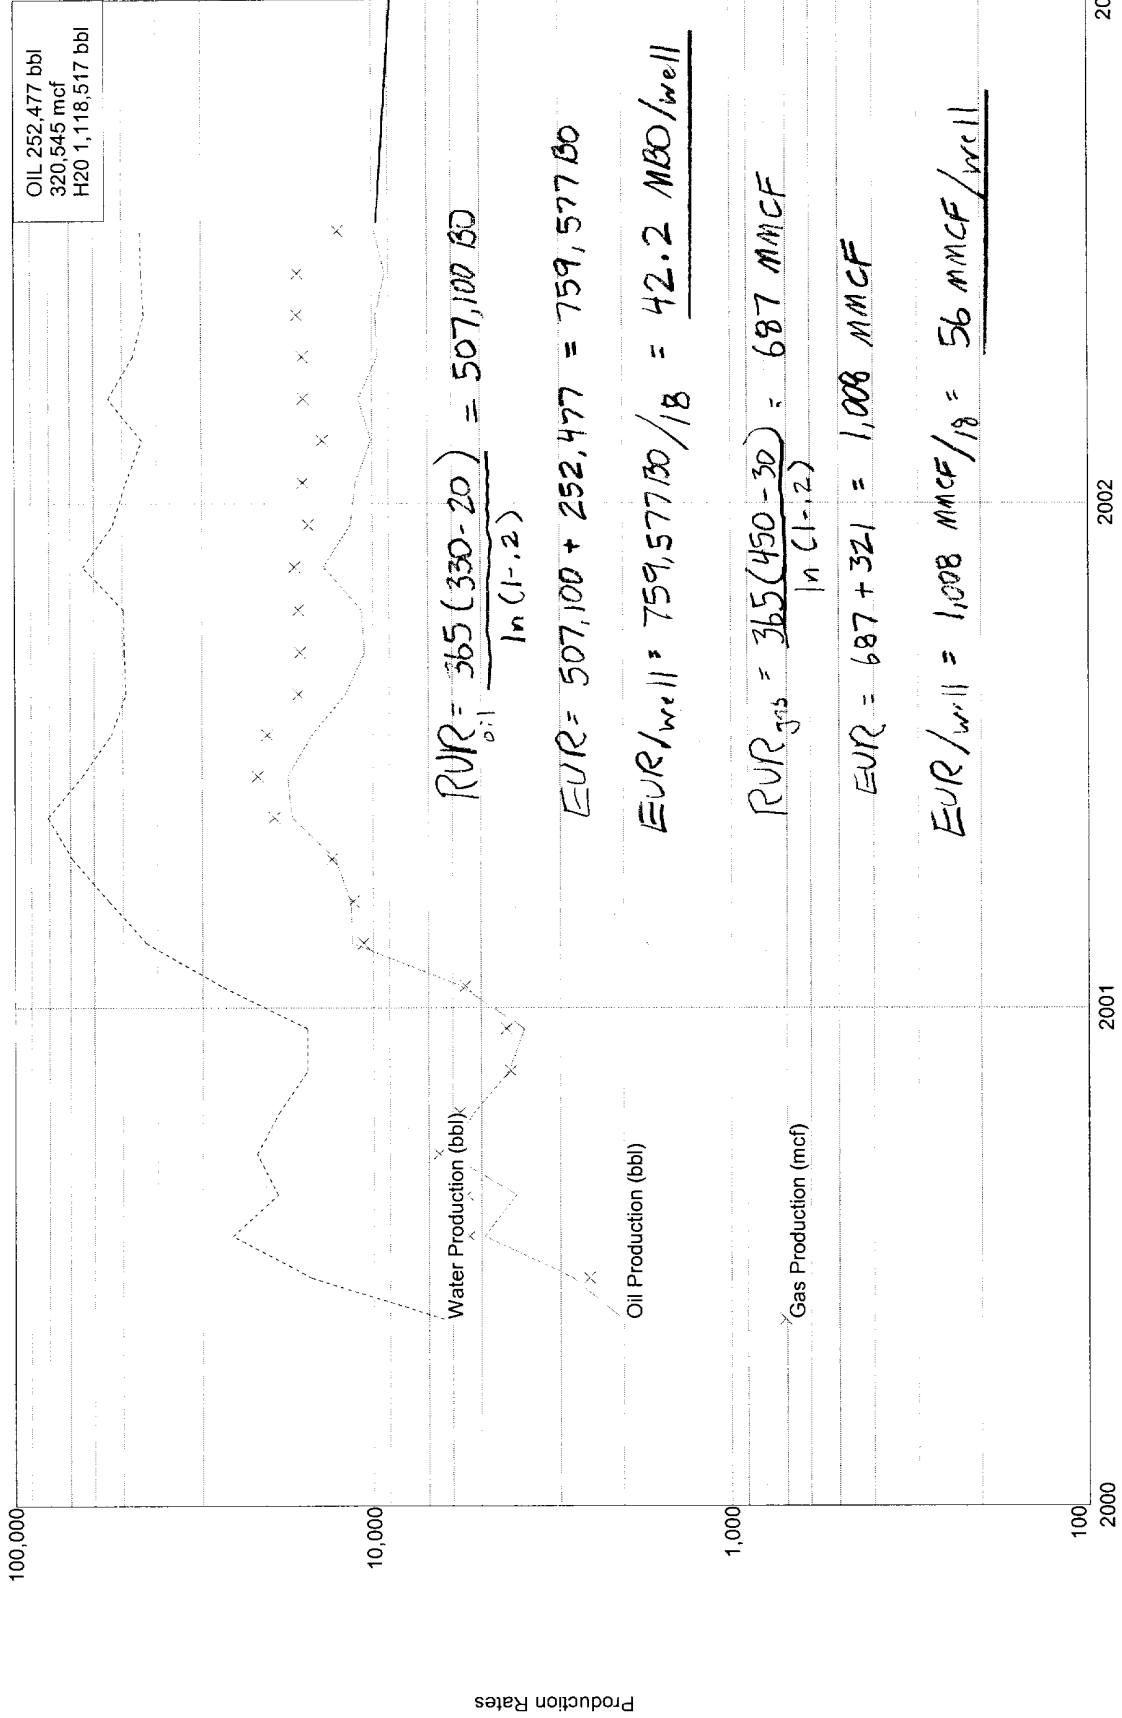 OIL 252,477 bbl
320,545 mcf
H20 1,118,517 bbl
100,000
10,000
1,000
100
Production Rates
2000
2001
2002
20
Water Production (bbl)
Oil Production (bbl)
Gas Production (mcf)
RUR oil = 365 (330-20) / ln (1-.2) = 507,100 BO
EUR = 507,100 + 252,477 = 759,577 BO
EUR/well = 759,577 BO/18 = 42.2 MBO/well
RUR gas = 365 (450-30) / ln (1-.2) = 687 MMCF
EUR = 687 + 321 = 1,008 MMCF
EUR/well = 1,008 MMCF/18 = 56 MMCF/well